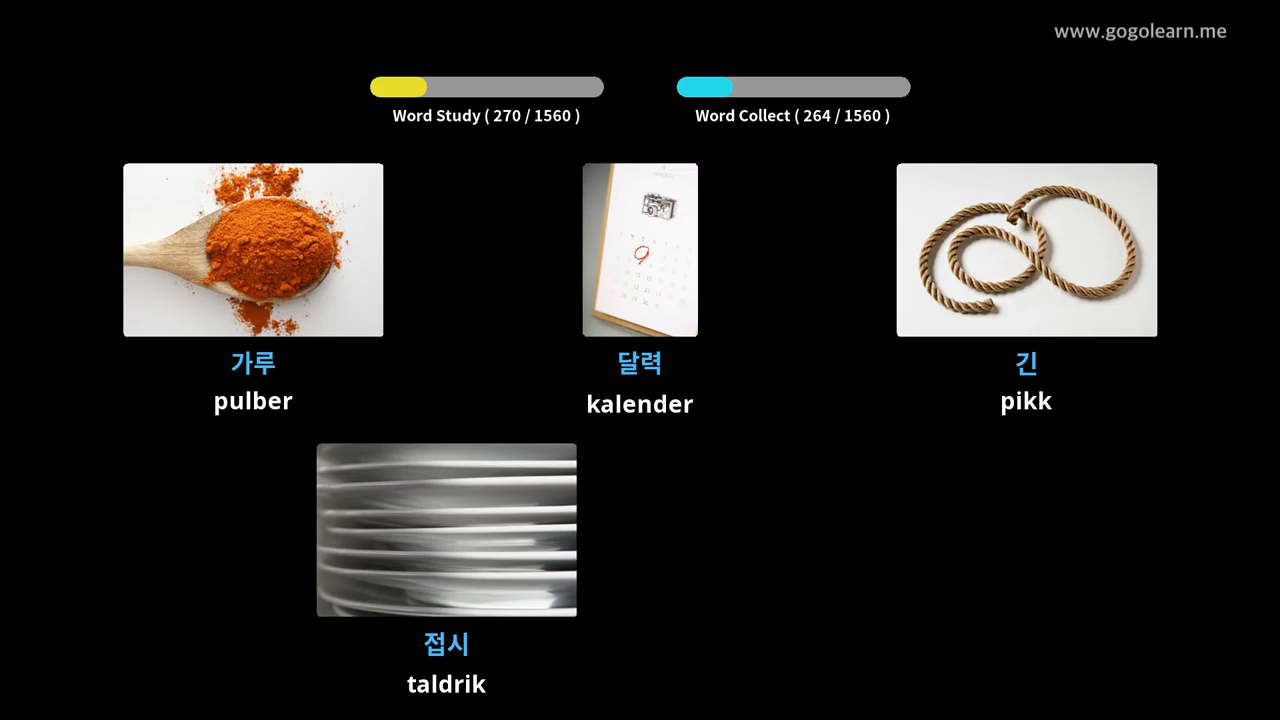 www.gogolearn.me
Word Study ( 270 / 1560 )
Word Collect ( 264 / 1560 )
9
가루
pulber
달력
kalender
긴
pikk
접시
taldrik